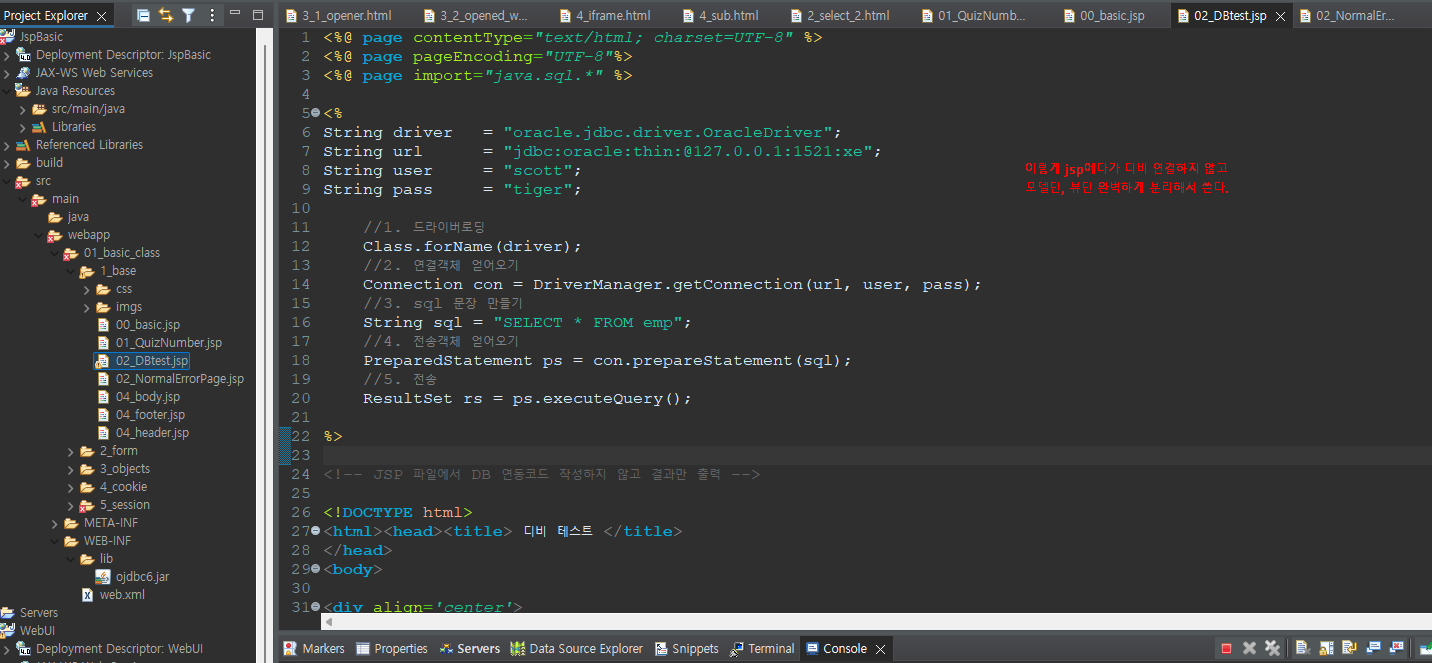 Project Explorer
JspBasic
Deployment Descriptor: JspBasic
JAX-WS Web Services
Java Resources
src/main/java
Libraries
Referenced Libraries
build
src
main
java
webapp
01_basic_class
1_base
css
imgs
00_basic.jsp
01_QuizNumber.jsp
02_DBtest.jsp
02_NormalErrorPage.jsp
04_body.jsp
04_footer.jsp
04_header.jsp
2_form
3_objects
4_cookie
5_session
META-INF
WEB-INF
lib
ojdbc6.jar
web.xml
Servers
WebUI
Deployment Descriptor: WebUI
3_1_opener.html
3_2_opened_w...
4_iframe.html
4_sub.html
2_select_2.html
01_QuizNumb...
00_basic.jsp
02_DBtest.jsp
02_NormalEr...
1 <%@ page contentType="text/html; charset=UTF-8" %>
2 <%@ page pageEncoding="UTF-8"%>
3 <%@ page import="java.sql.*" %>
4
5 <%
6 String driver   = "oracle.jdbc.driver.OracleDriver";
7 String url      = "jdbc:oracle:thin:@127.0.0.1:1521:xe";
8 String user     = "scott";
9 String pass     = "tiger";
10
11     //1. 드라이버로딩
12     Class.forName(driver);
13     //2. 연결객체 얻어오기
14     Connection con = DriverManager.getConnection(url, user, pass);
15     //3. sql 문장 만들기
16     String sql = "SELECT * FROM emp";
17     //4. 전송객체 얻어오기
18     PreparedStatement ps = con.prepareStatement(sql);
19     //5. 전송
20     ResultSet rs = ps.executeQuery();
21
22 %>
23
24 <!-- JSP 파일에서 DB 연동코드 작성하지 않고 결과만 출력 -->
25
26 <!DOCTYPE html>
27 <html><head><title> 디비 테스트 </title>
28 </head>
29 <body>
30
31 <div align='center'>
이렇게 jsp에다가 디비 연결하지 않고
모델단, 뷰단 완벽하게 분리해서 쓴다.
Markers
Properties
Servers
Data Source Explorer
Snippets
Terminal
Console